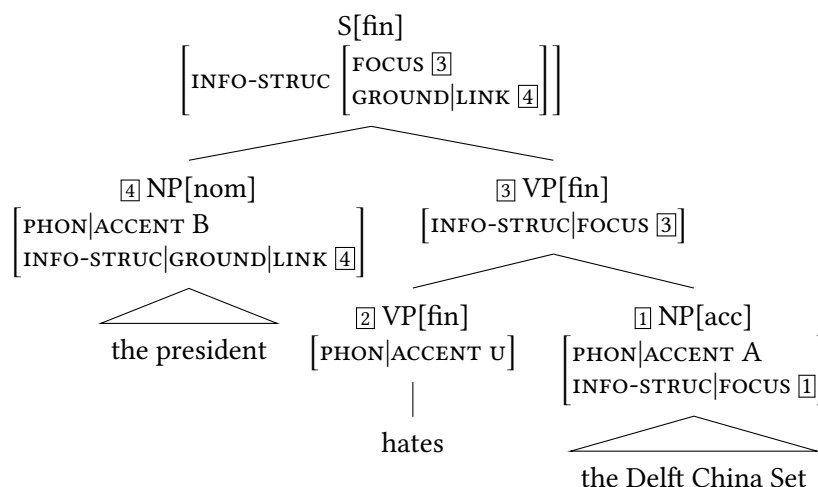 S[fin]
[INFO-STRUC [FOCUS 3
GROUND|LINK 4]]
4 NP[nom]
[PHON|ACCENT B
INFO-STRUC|GROUND|LINK 4]
3 VP[fin]
[INFO-STRUC|FOCUS 3]
the president
2 VP[fin]
[PHON|ACCENT U]
hates
1 NP[acc]
[PHON|ACCENT A
INFO-STRUC|FOCUS 1]
the Delft China Set